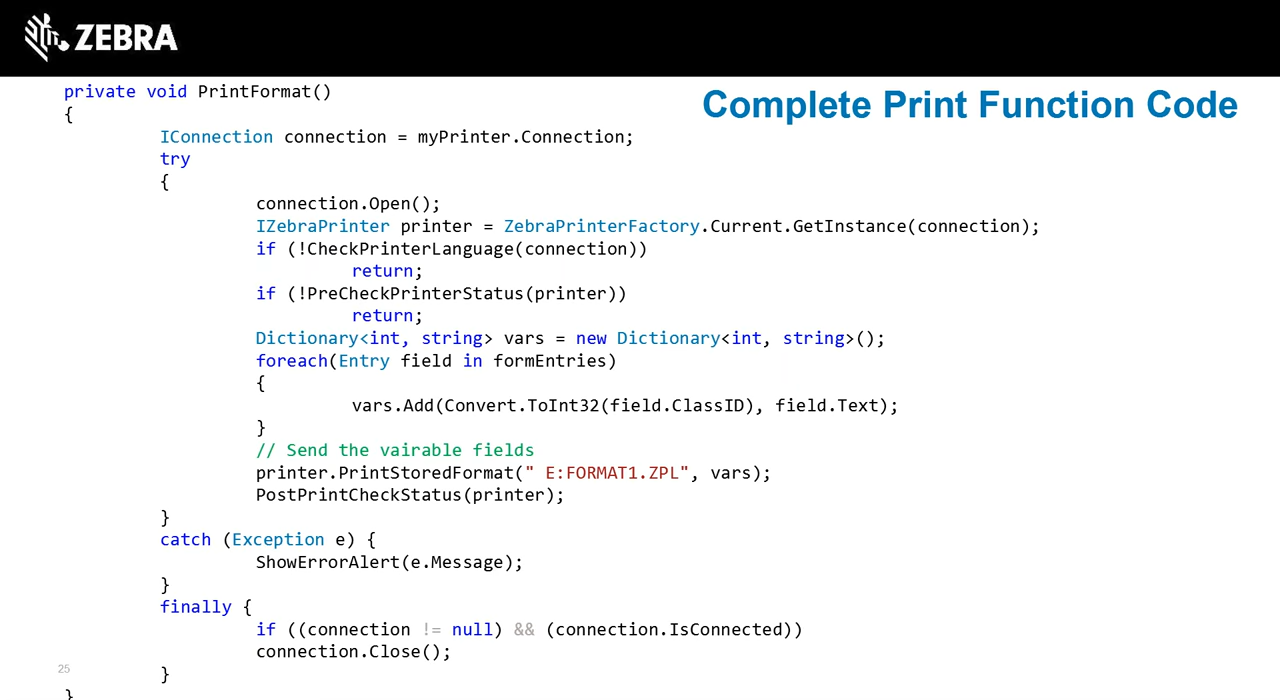 ZEBRA
Complete Print Function Code
private void PrintFormat()
{
IConnection connection = myPrinter.Connection;
try
{
connection.Open();
IZebraPrinter printer = ZebraPrinterFactory.Current.GetInstance(connection);
if (!CheckPrinterLanguage(connection))
return;
if (!PreCheckPrinterStatus(printer))
return;
Dictionary<int, string> vars = new Dictionary<int, string>();
foreach(Entry field in formEntries)
{
vars.Add(Convert.ToInt32(field.ClassID), field.Text);
}
// Send the vairable fields
printer.PrintStoredFormat(" E:FORMAT1.ZPL", vars);
PostPrintCheckStatus(printer);
}
catch (Exception e) {
ShowErrorAlert(e.Message);
}
finally {
if ((connection != null) && (connection.IsConnected))
connection.Close();
}
}
25